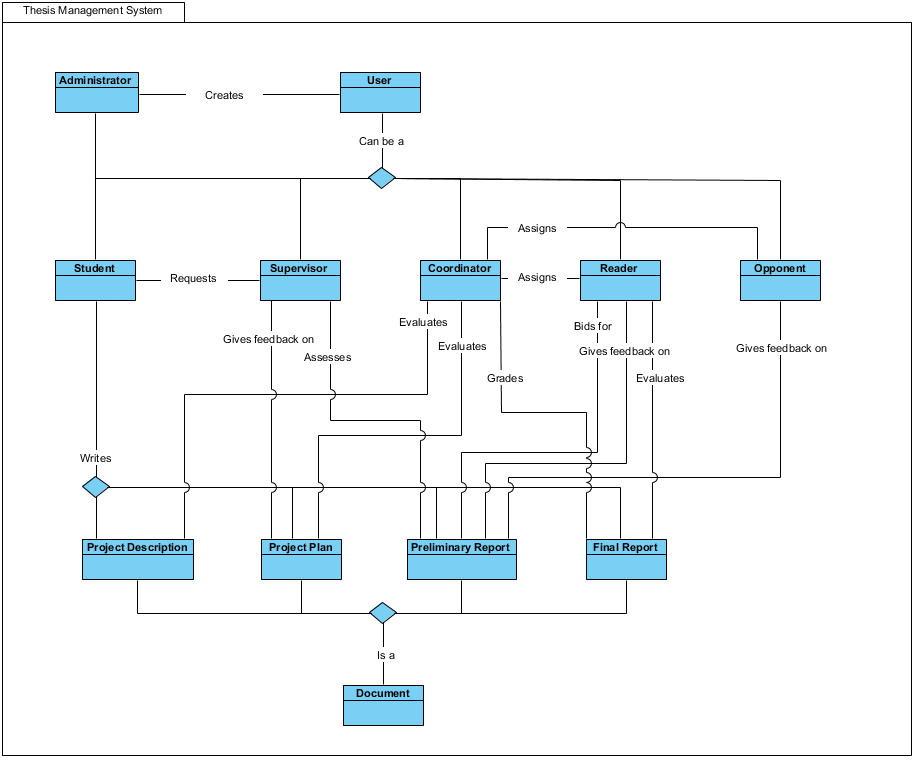 Thesis Management System
Administrator
User
Creates
Can be a
Assigns
Student
Supervisor
Coordinator
Reader
Opponent
Requests
Assigns
Evaluates
Bids for
Gives feedback on
Evaluates
Gives feedback on
Gives feedback on
Assesses
Grades
Evaluates
Writes
Project Description
Project Plan
Preliminary Report
Final Report
Is a
Document